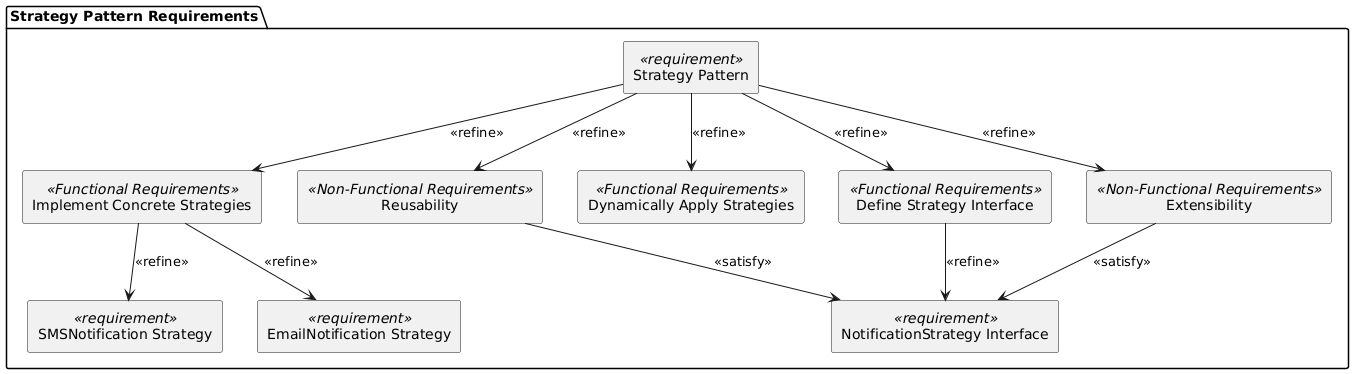 Strategy Pattern Requirements
«requirement»
Strategy Pattern
«refine»
«refine»
«refine»
«refine»
«refine»
«Functional Requirements»
Implement Concrete Strategies
«Non-Functional Requirements»
Reusability
«Functional Requirements»
Dynamically Apply Strategies
«Functional Requirements»
Define Strategy Interface
«Non-Functional Requirements»
Extensibility
«refine»
«refine»
«satisfy»
«refine»
«satisfy»
«requirement»
SMSNotification Strategy
«requirement»
EmailNotification Strategy
«requirement»
NotificationStrategy Interface